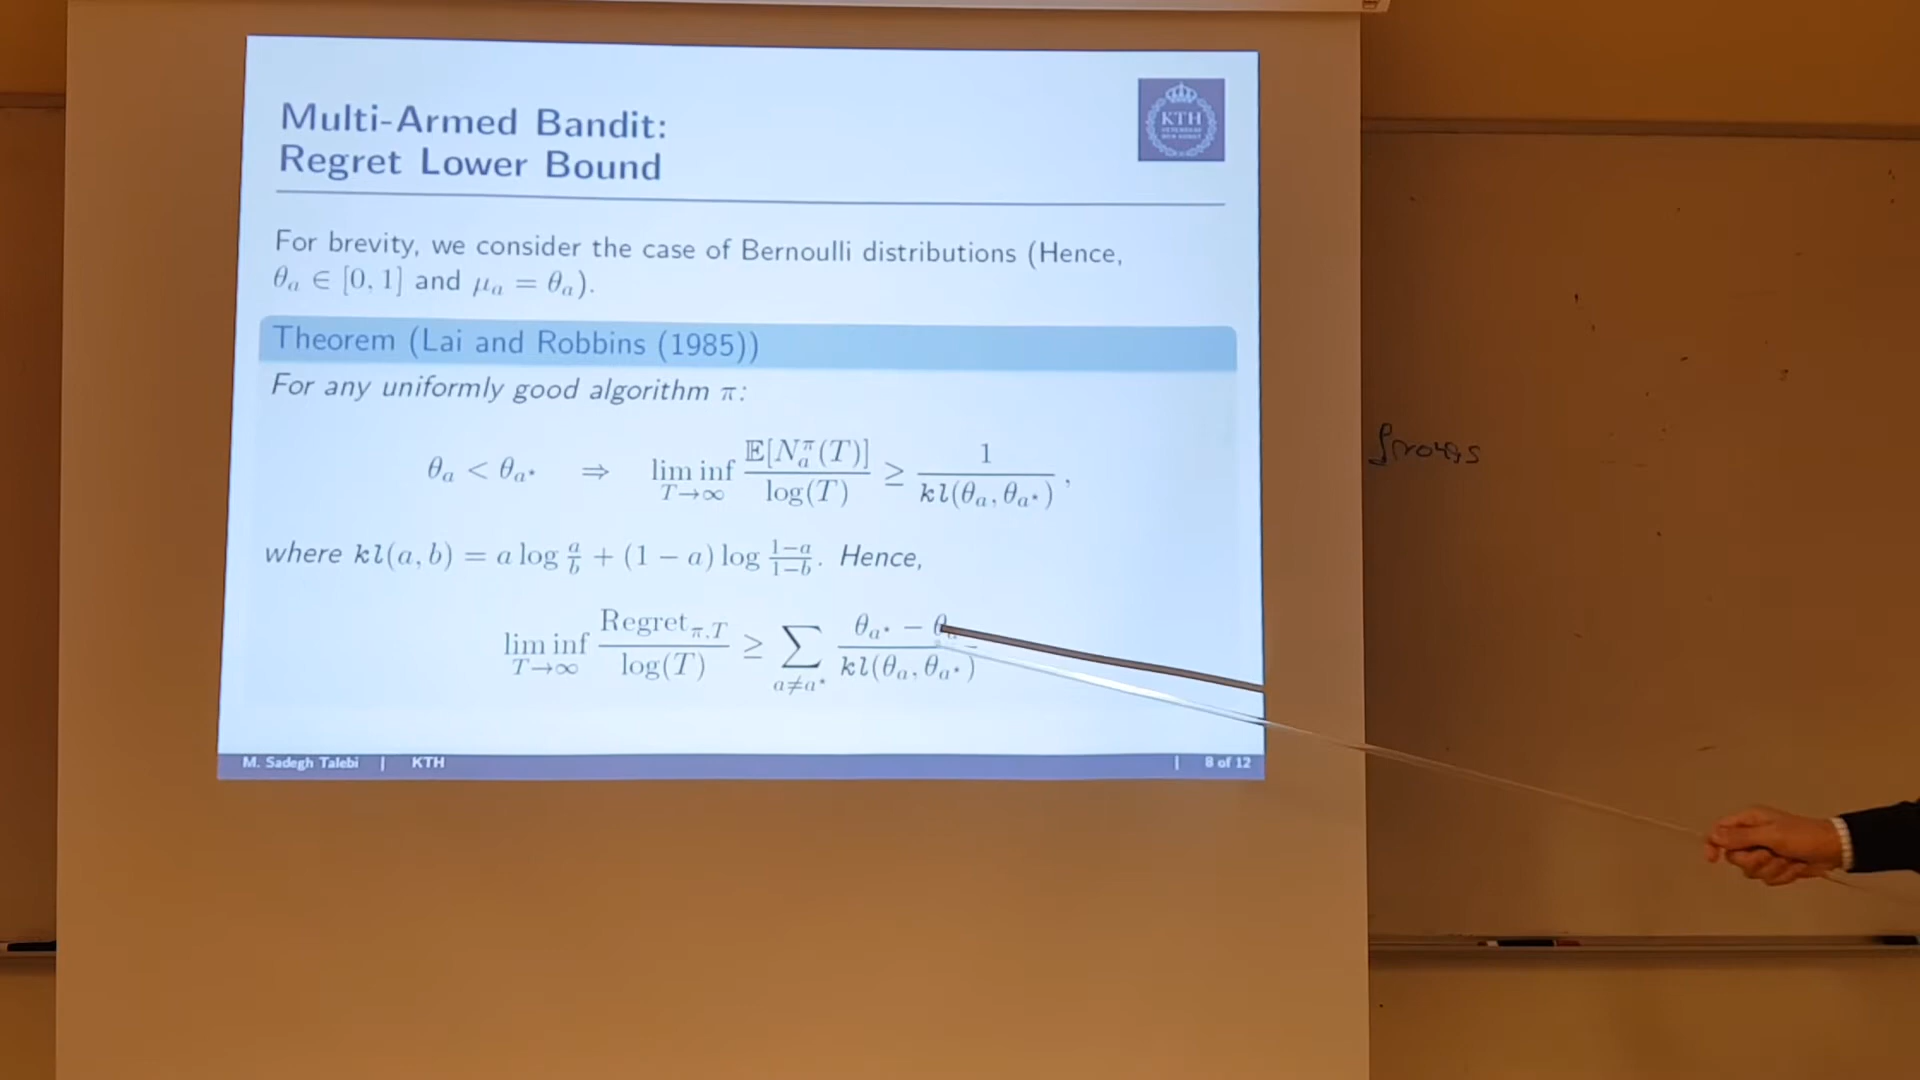 Multi-Armed Bandit:
Regret Lower Bound
KTH
For brevity, we consider the case of Bernoulli distributions (Hence,
θ_a ∈ [0, 1] and μ_a = θ_a).
Theorem (Lai and Robbins (1985))
For any uniformly good algorithm π:
θ_a < θ_{a*} ⇒ lim inf_{T→∞} E[N_a^π(T)] / log(T) ≥ 1 / kl(θ_a, θ_{a*}),
where kl(a, b) = a log a/b + (1 − a) log (1−a)/(1−b). Hence,
lim inf_{T→∞} Regret_{π,T} / log(T) ≥ Σ_{a≠a*} (θ_{a*} − θ_a) / kl(θ_a, θ_{a*})
M. Sadegh Talebi | KTH | 8 of 12